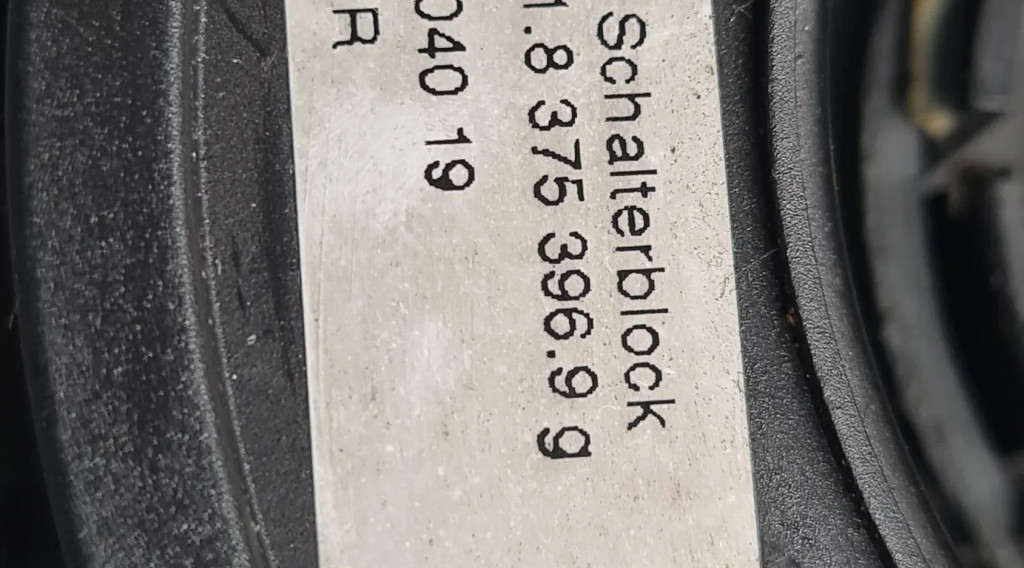 Schalterblock
1.8 375 396.9 g
040 19
R